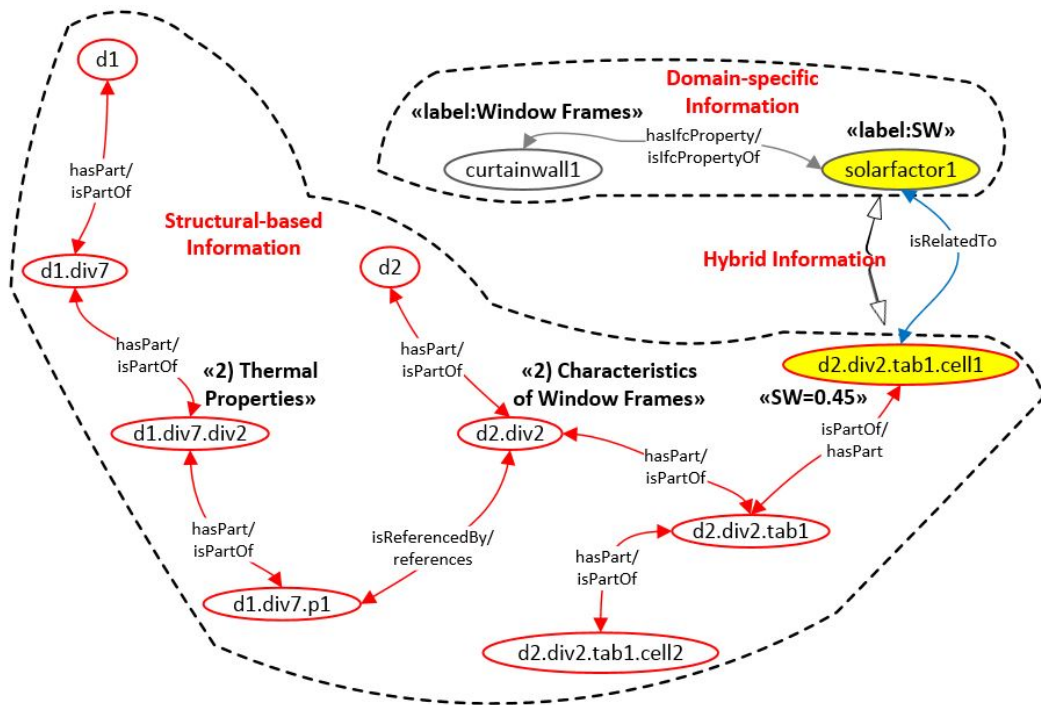 d1
Domain-specific
Information
«label:Window Frames»
hasIfcProperty/
isIfcPropertyOf
«label:SW»
curtainwall1
solarfactor1
hasPart/
isPartOf
Structural-based
Information
isRelatedTo
Hybrid Information
d1.div7
d2
hasPart/
isPartOf
hasPart/
isPartOf
«2) Thermal
Properties»
«2) Characteristics
of Window Frames»
d2.div2.tab1.cell1
«SW=0.45»
d1.div7.div2
d2.div2
isPartOf/
hasPart
hasPart/
isPartOf
hasPart/
isPartOf
isReferencedBy/
references
d2.div2.tab1
hasPart/
isPartOf
d1.div7.p1
d2.div2.tab1.cell2